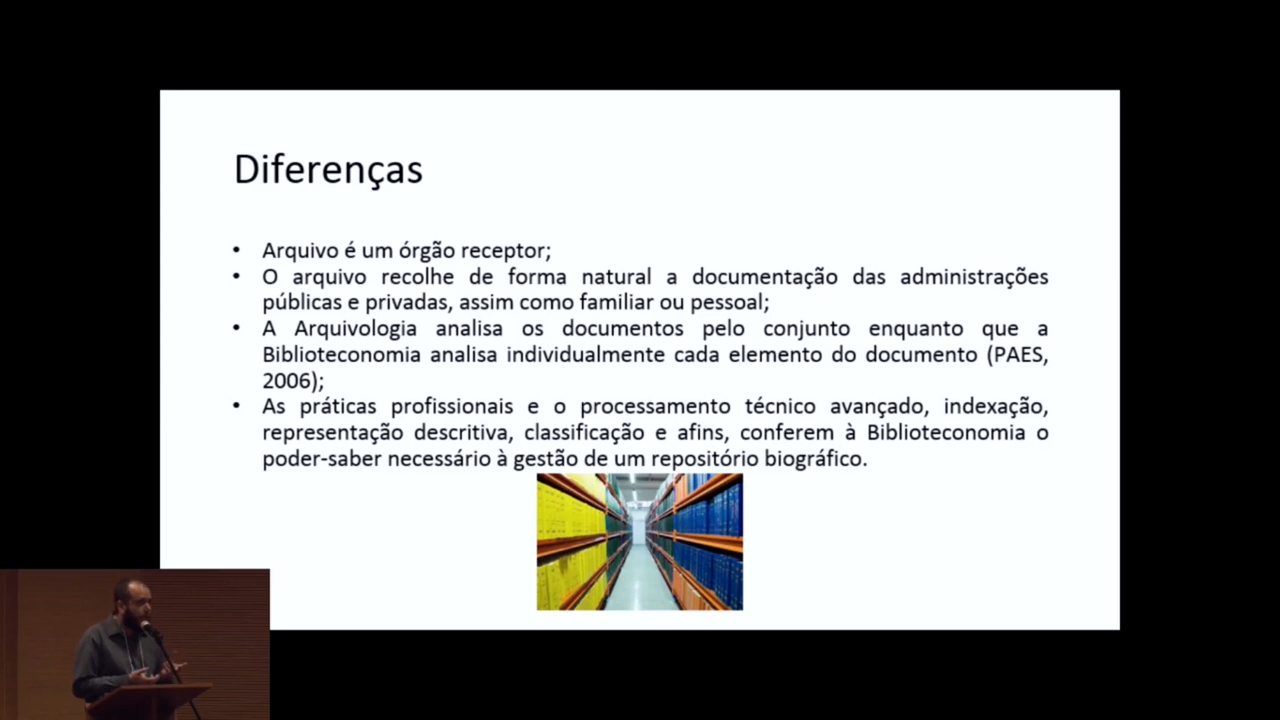 Diferenças
• Arquivo é um órgão receptor;
• O arquivo recolhe de forma natural a documentação das administrações
públicas e privadas, assim como familiar ou pessoal;
• A Arquivologia analisa os documentos pelo conjunto enquanto que a
Biblioteconomia analisa individualmente cada elemento do documento (PAES,
2006);
• As práticas profissionais e o processamento técnico avançado, indexação,
representação descritiva, classificação e afins, conferem à Biblioteconomia o
poder-saber necessário à gestão de um repositório biográfico.